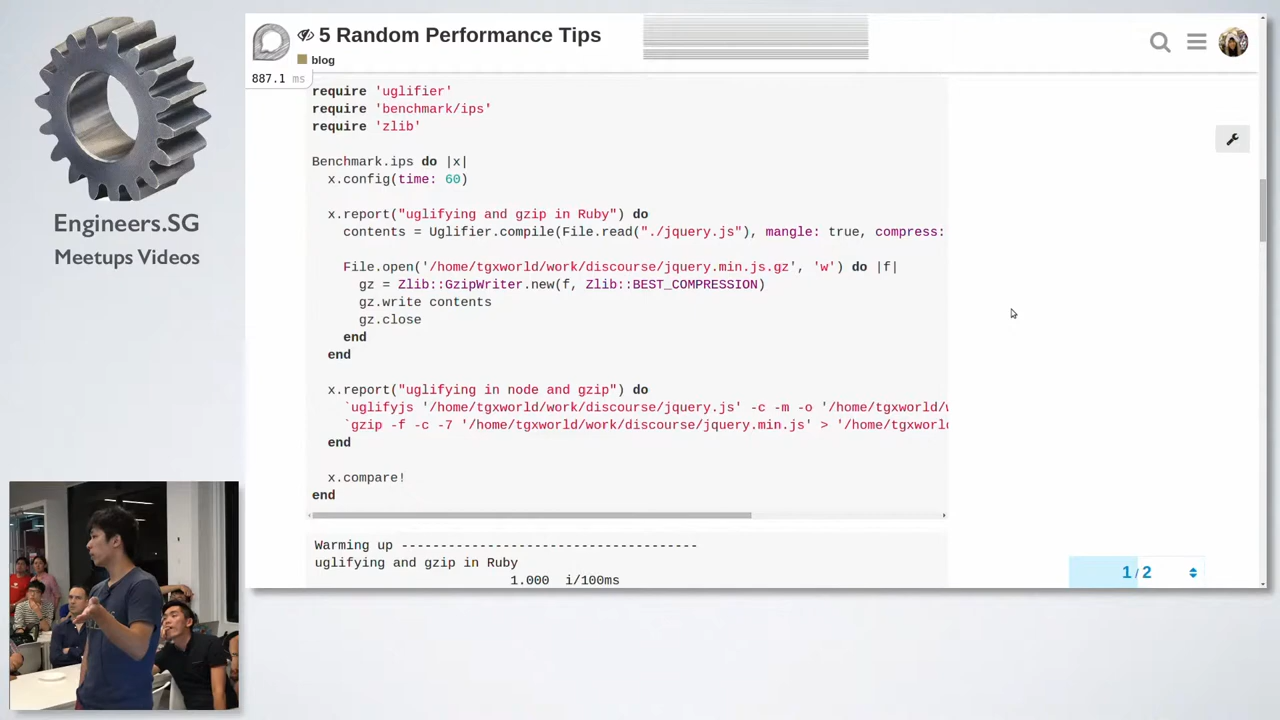 5 Random Performance Tips
blog
887.1 ms
require 'uglifier'
require 'benchmark/ips'
require 'zlib'
Benchmark.ips do |x|
x.config(time: 60)
x.report("uglifying and gzip in Ruby") do
contents = Uglifier.compile(File.read("./jquery.js"), mangle: true, compress:
File.open('/home/tgxworld/work/discourse/jquery.min.js.gz', 'w') do |f|
gz = Zlib::GzipWriter.new(f, Zlib::BEST_COMPRESSION)
gz.write contents
gz.close
end
end
x.report("uglifying in node and gzip") do
`uglifyjs '/home/tgxworld/work/discourse/jquery.js' -c -m -o '/home/tgxworld/w
`gzip -f -c -7 '/home/tgxworld/work/discourse/jquery.min.js' > '/home/tgxworld
end
x.compare!
end
Warming up --------------------------------------
uglifying and gzip in Ruby
1.000 i/100ms
1/2
Engineers.SG
Meetups Videos